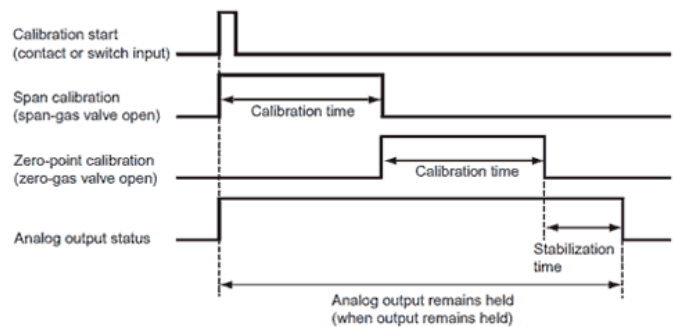 Calibration start
(contact or switch input)
Span calibration
(span-gas valve open)
Calibration time
Zero-point calibration
(zero-gas valve open)
Calibration time
Analog output status
Stabilization
time
Analog output remains held
(when output remains held)